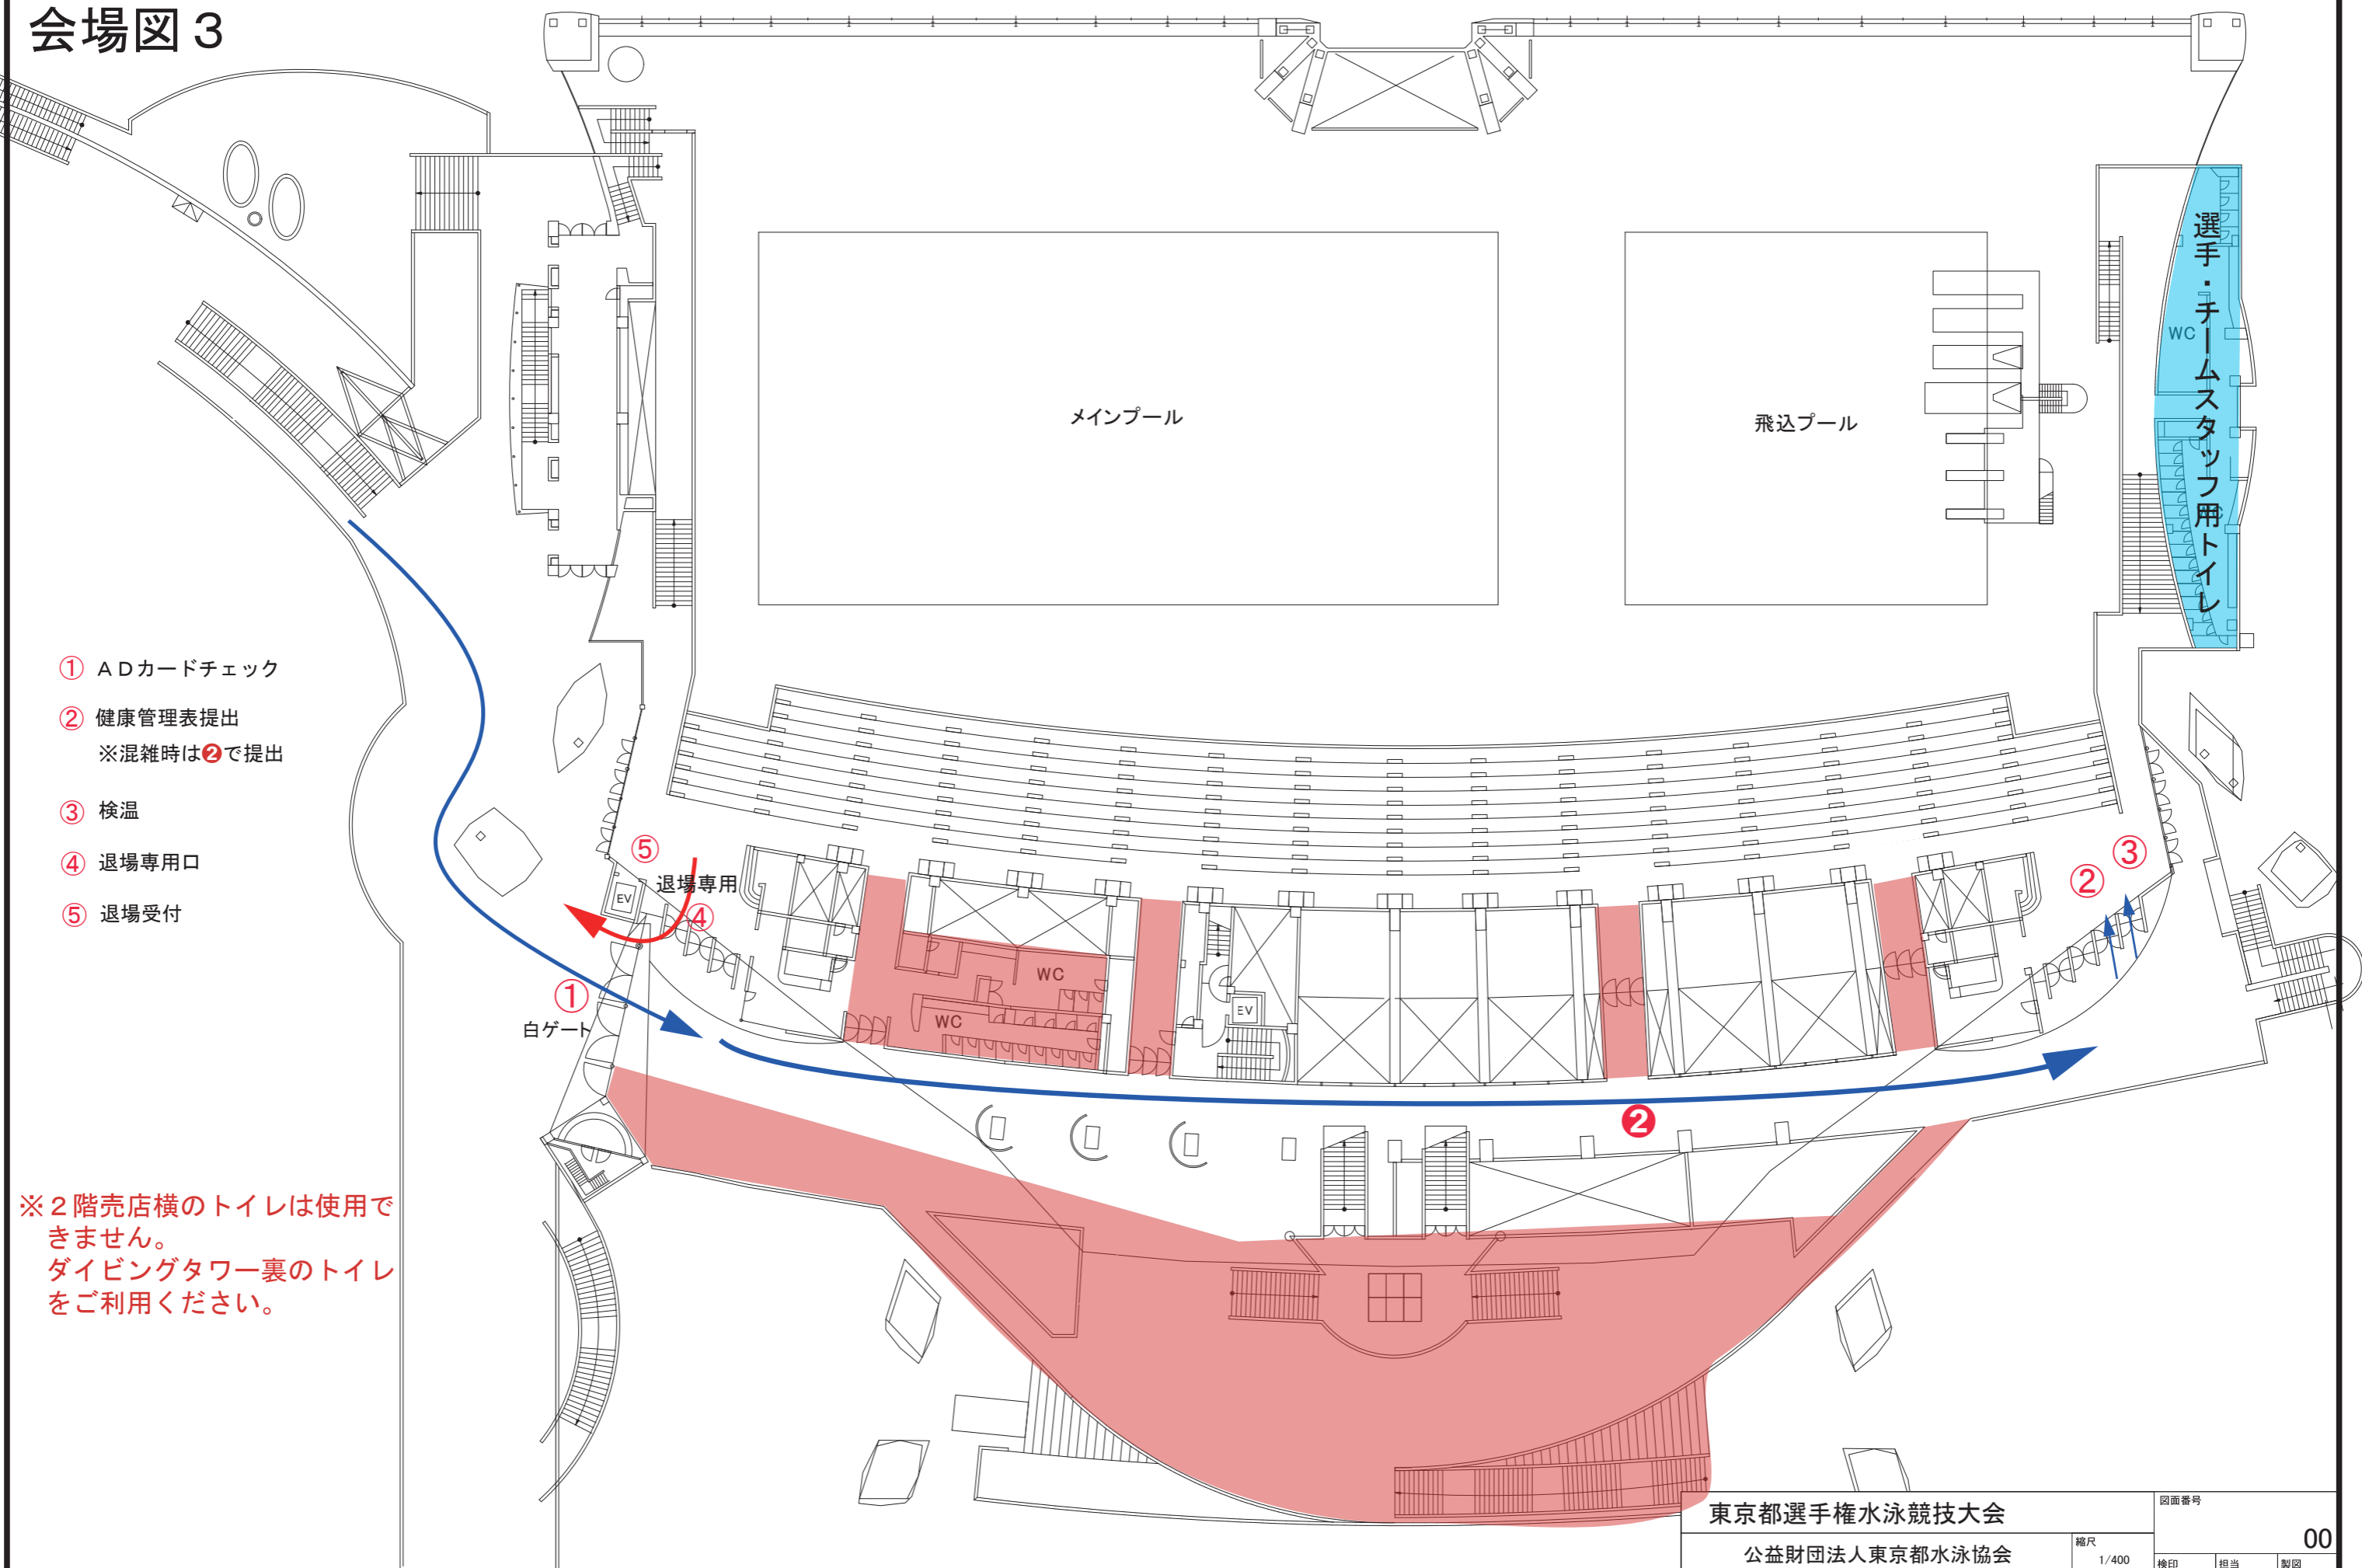 会場図３
選手・チームスタッフ用トイレ
WC
WC
メインプール
飛込プール
① ＡＤカードチェック
② 健康管理表提出
※混雑時は❷で提出
③ 検温
④ 退場専用口
⑤ 退場受付
⑤
退場専用
④
EV
①
白ゲート
WC
WC
EV
②
③
❷
※２階売店横のトイレは使用で
きません。
ダイビングタワー裏のトイレ
をご利用ください。
東京都選手権水泳競技大会
公益財団法人東京都水泳協会
縮尺
1/400
図面番号
00
検印
担当
製図